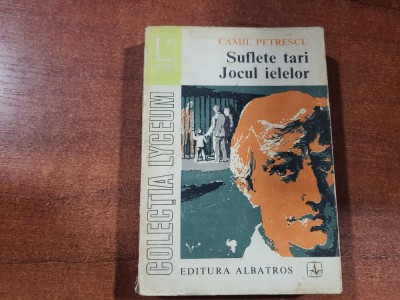 CAMIL PETRESCU
Suflete tari
Jocul ielelor
COLECȚIA LYCEUM
EDITURA ALBATROS